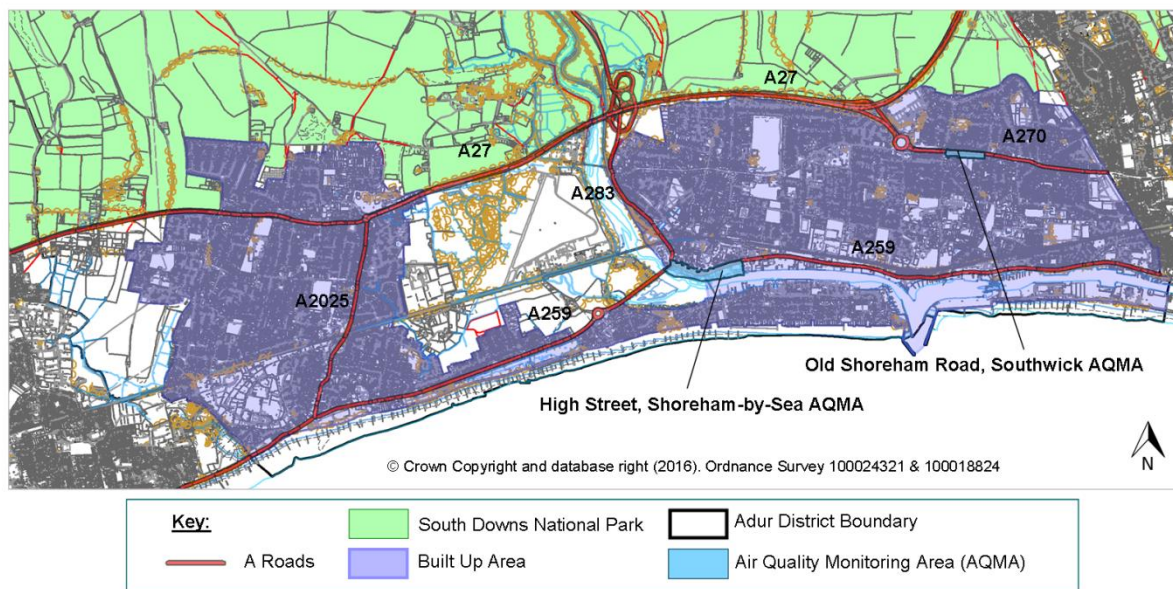 A27
A270
A27
A283
A259
A2025
A259
Old Shoreham Road, Southwick AQMA
High Street, Shoreham-by-Sea AQMA
© Crown Copyright and database right (2016). Ordnance Survey 100024321 & 100018824
N
Key:
South Downs National Park
Adur District Boundary
A Roads
Built Up Area
Air Quality Monitoring Area (AQMA)